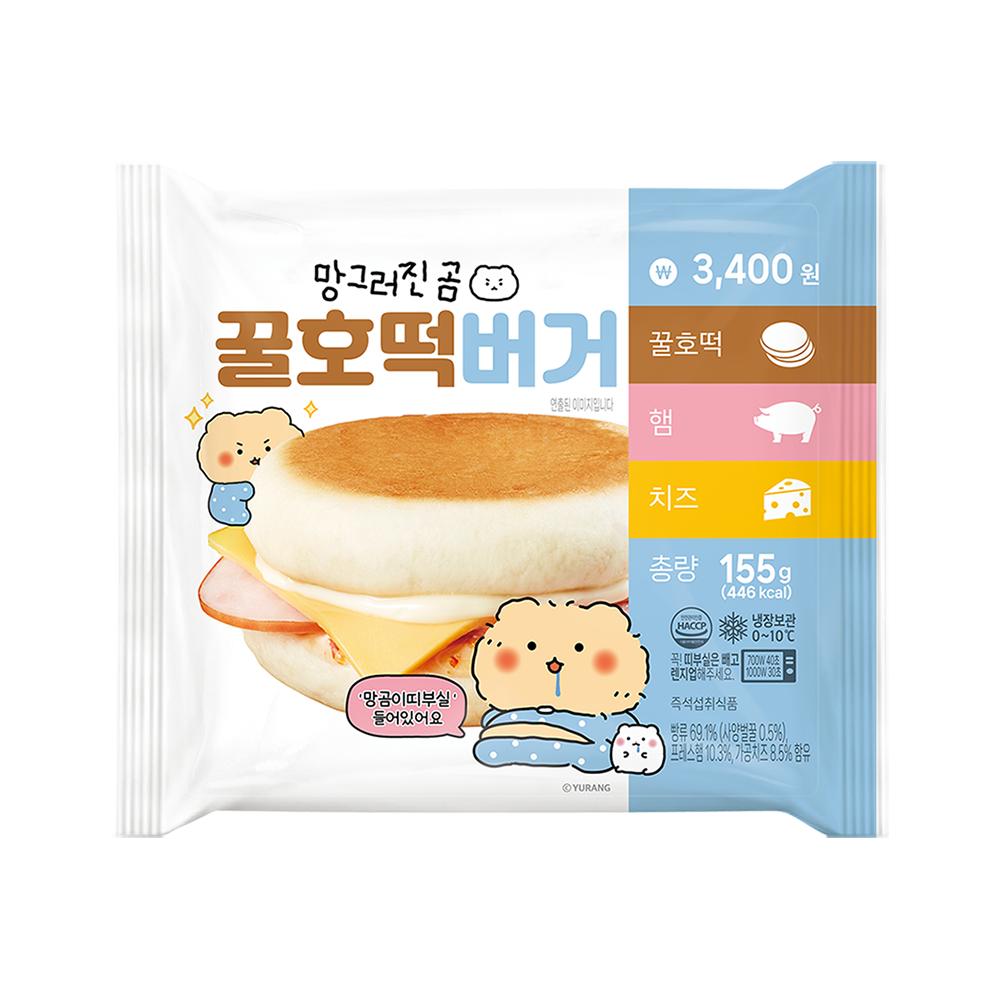 망그러진 곰
꿀호떡버거
연출된 이미지입니다
'망곰이띠부실'
들어있어요
© YURANG
₩ 3,400 원
꿀호떡
햄
치즈
총량 155g
(446 kcal)
HACCP
냉장보관
0~10℃
꼭! 띠부실은 빼고
렌지업해주세요.
700W 40초
1000W 30초
즉석섭취식품
빵류 69.1% (사양벌꿀 0.5%),
프레스햄 10.3%, 가공치즈 8.5% 함유